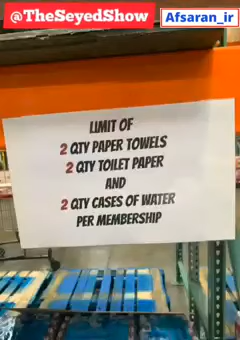 @TheSeyedShow
Afsaran_ir
LIMIT OF
2 QTY PAPER TOWELS
2 QTY TOILET PAPER
AND
2 QTY CASES OF WATER
PER MEMBERSHIP